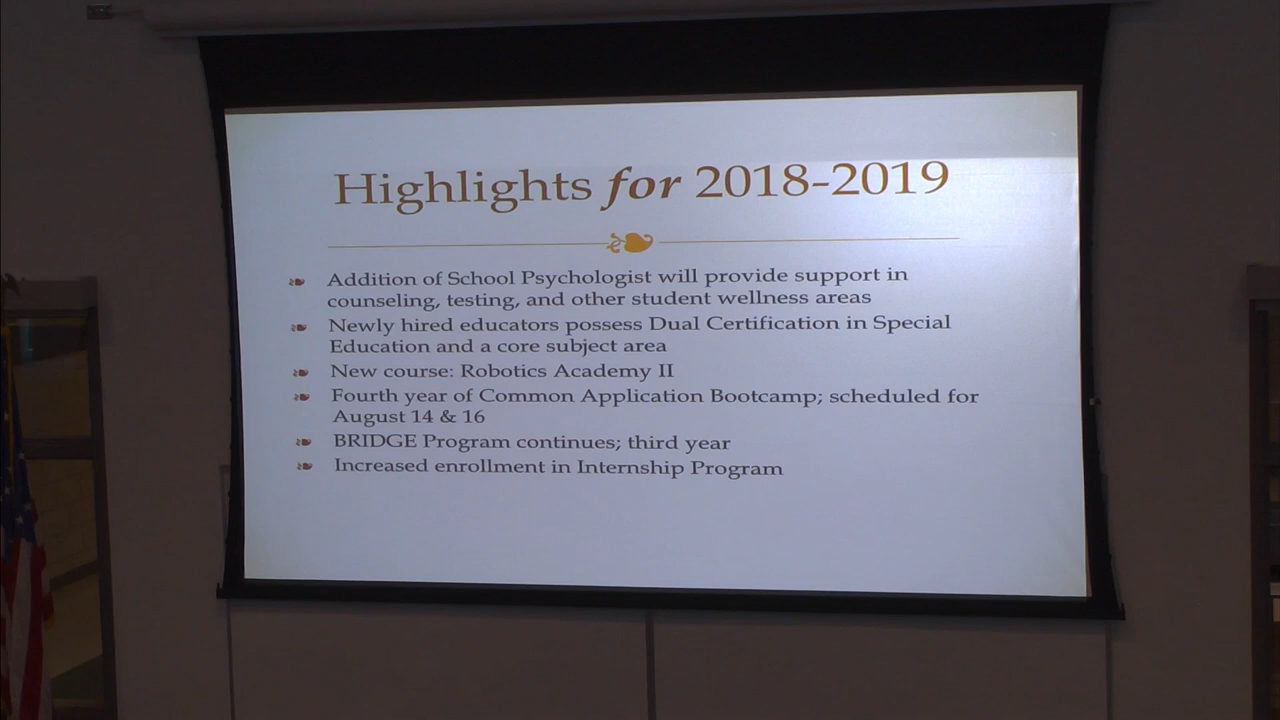 Highlights for 2018-2019
Addition of School Psychologist will provide support in
counseling, testing, and other student wellness areas
Newly hired educators possess Dual Certification in Special
Education and a core subject area
New course: Robotics Academy II
Fourth year of Common Application Bootcamp; scheduled for
August 14 & 16
BRIDGE Program continues; third year
Increased enrollment in Internship Program